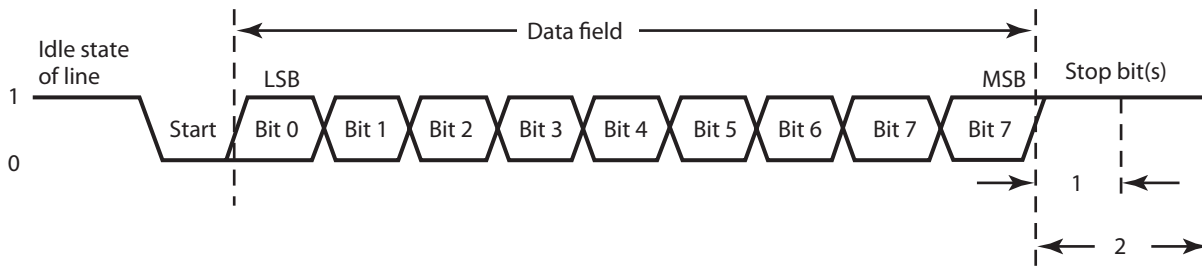 Data field
Idle state
of line
LSB
MSB
Stop bit(s)
1
Start
Bit 0
Bit 1
Bit 2
Bit 3
Bit 4
Bit 5
Bit 6
Bit 7
Bit 7
0
1
2